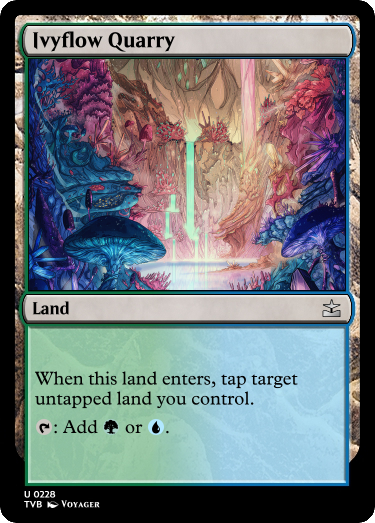 Ivyflow Quarry
Land
When this land enters, tap target
untapped land you control.
: Add or .
U 0228
TVB Voyager